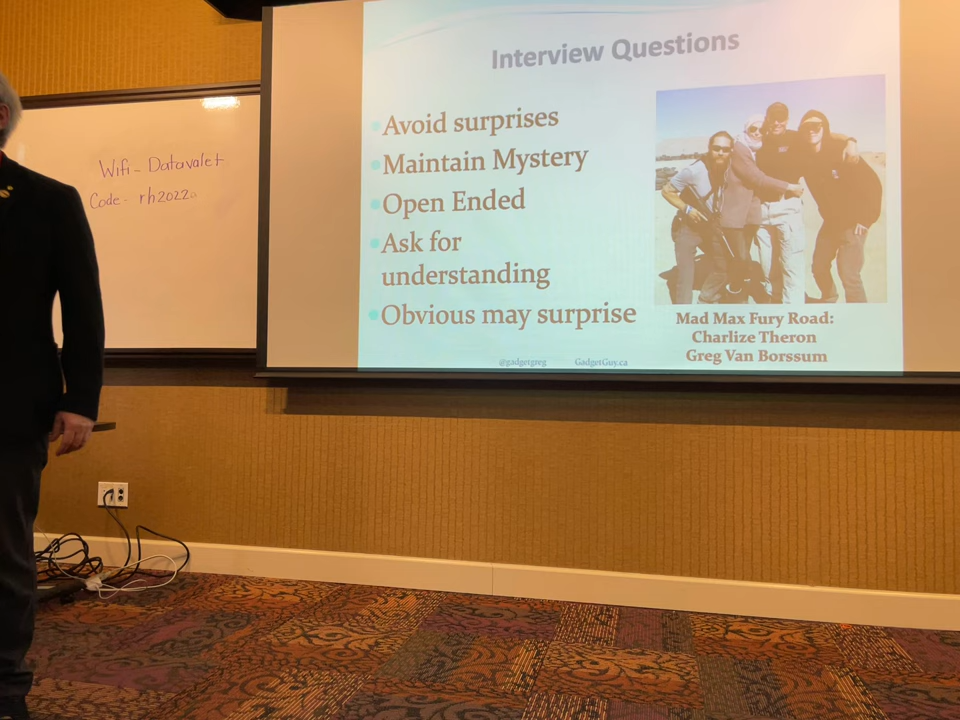 Wifi - Datavalet
Code - rh2022a
Interview Questions
Avoid surprises
Maintain Mystery
Open Ended
Ask for
understanding
Obvious may surprise
Mad Max Fury Road:
Charlize Theron
Greg Van Borssum
@gadgetgreg GadgetGuy.ca